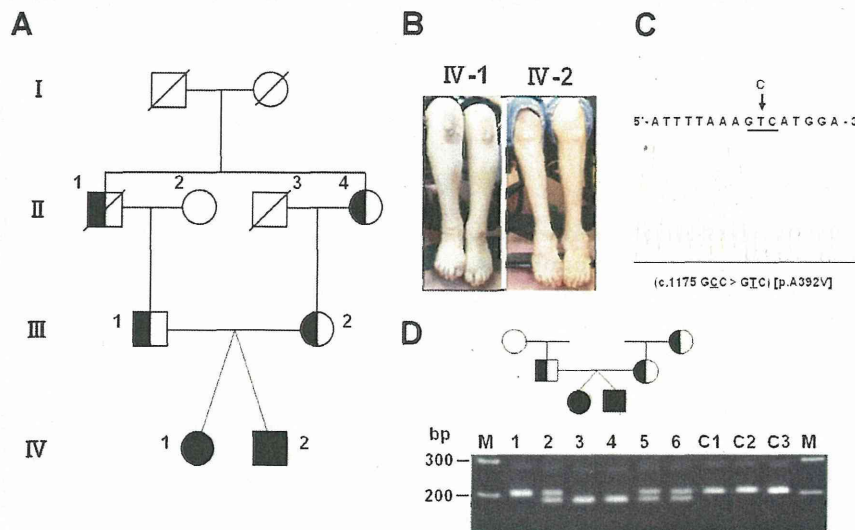 A
I
II
1
2
3
4
III
1
2
IV
1
2
B
IV-1 IV-2
C
C
5'-ATTTTAAAGTCATGGA-3
(c.1175 GCC > GTC) [p.A392V]
D
bp M 1 2 3 4 5 6 C1 C2 C3 M
300
200